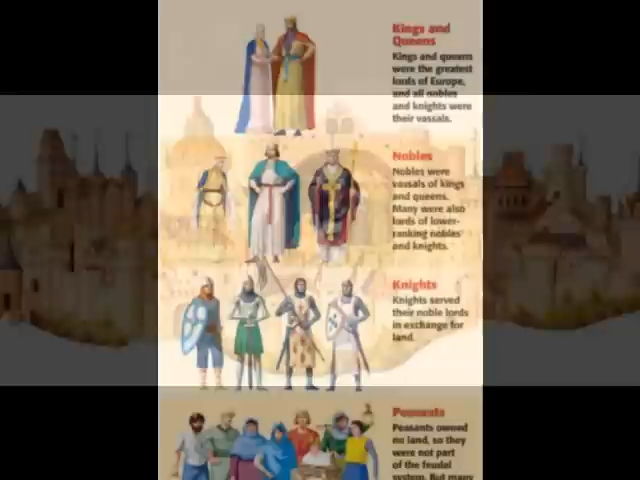 Kings and
Queens
Kings and queens
were the greatest
lords of Europe,
and all nobles
and knights were
their vassals.
Nobles
Nobles were
vassals of kings
and queens.
Many were also
lords of lower-
ranking nobles
and knights.
Knights
Knights served
their noble lords
in exchange for
land.
Peasants
Peasants owned
no land, so they
were not part
of the feudal
system. But many